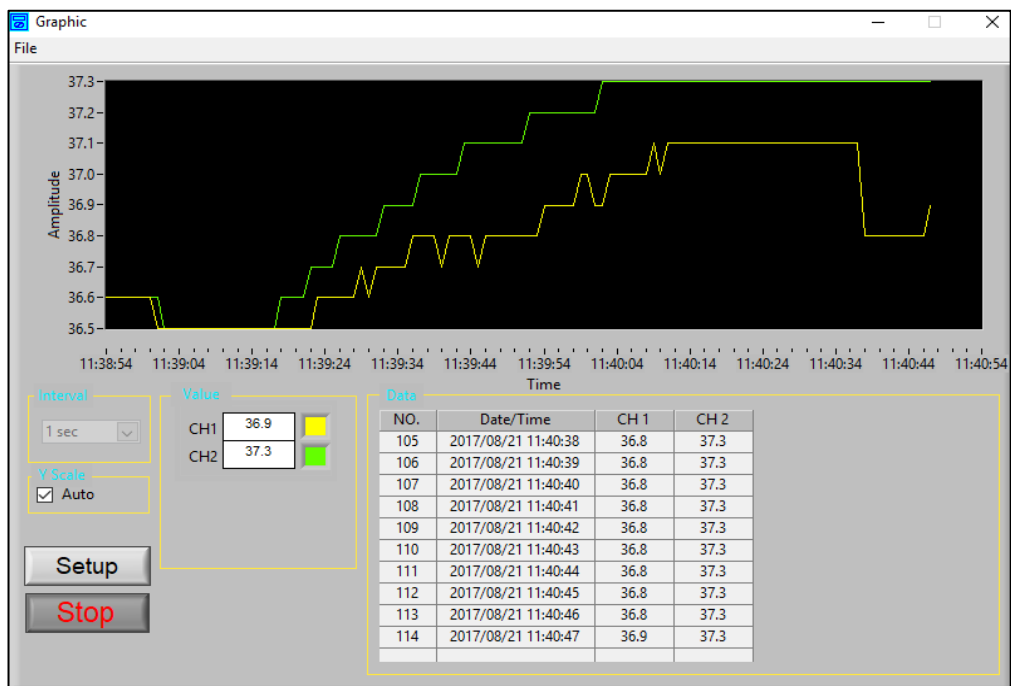 Graphic
File
37.3
37.2
37.1
37.0
36.9
36.8
36.7
36.6
36.5
Amplitude
11:38:54 11:39:04 11:39:14 11:39:24 11:39:34 11:39:44 11:39:54 11:40:04 11:40:14 11:40:24 11:40:34 11:40:44 11:40:54
Time
Interval
1 sec
Y Scale
Auto
Setup
Stop
Value
CH1 36.9
CH2 37.3
Data
NO. Date/Time CH 1 CH 2
105 2017/08/21 11:40:38 36.8 37.3
106 2017/08/21 11:40:39 36.8 37.3
107 2017/08/21 11:40:40 36.8 37.3
108 2017/08/21 11:40:41 36.8 37.3
109 2017/08/21 11:40:42 36.8 37.3
110 2017/08/21 11:40:43 36.8 37.3
111 2017/08/21 11:40:44 36.8 37.3
112 2017/08/21 11:40:45 36.8 37.3
113 2017/08/21 11:40:46 36.8 37.3
114 2017/08/21 11:40:47 36.9 37.3